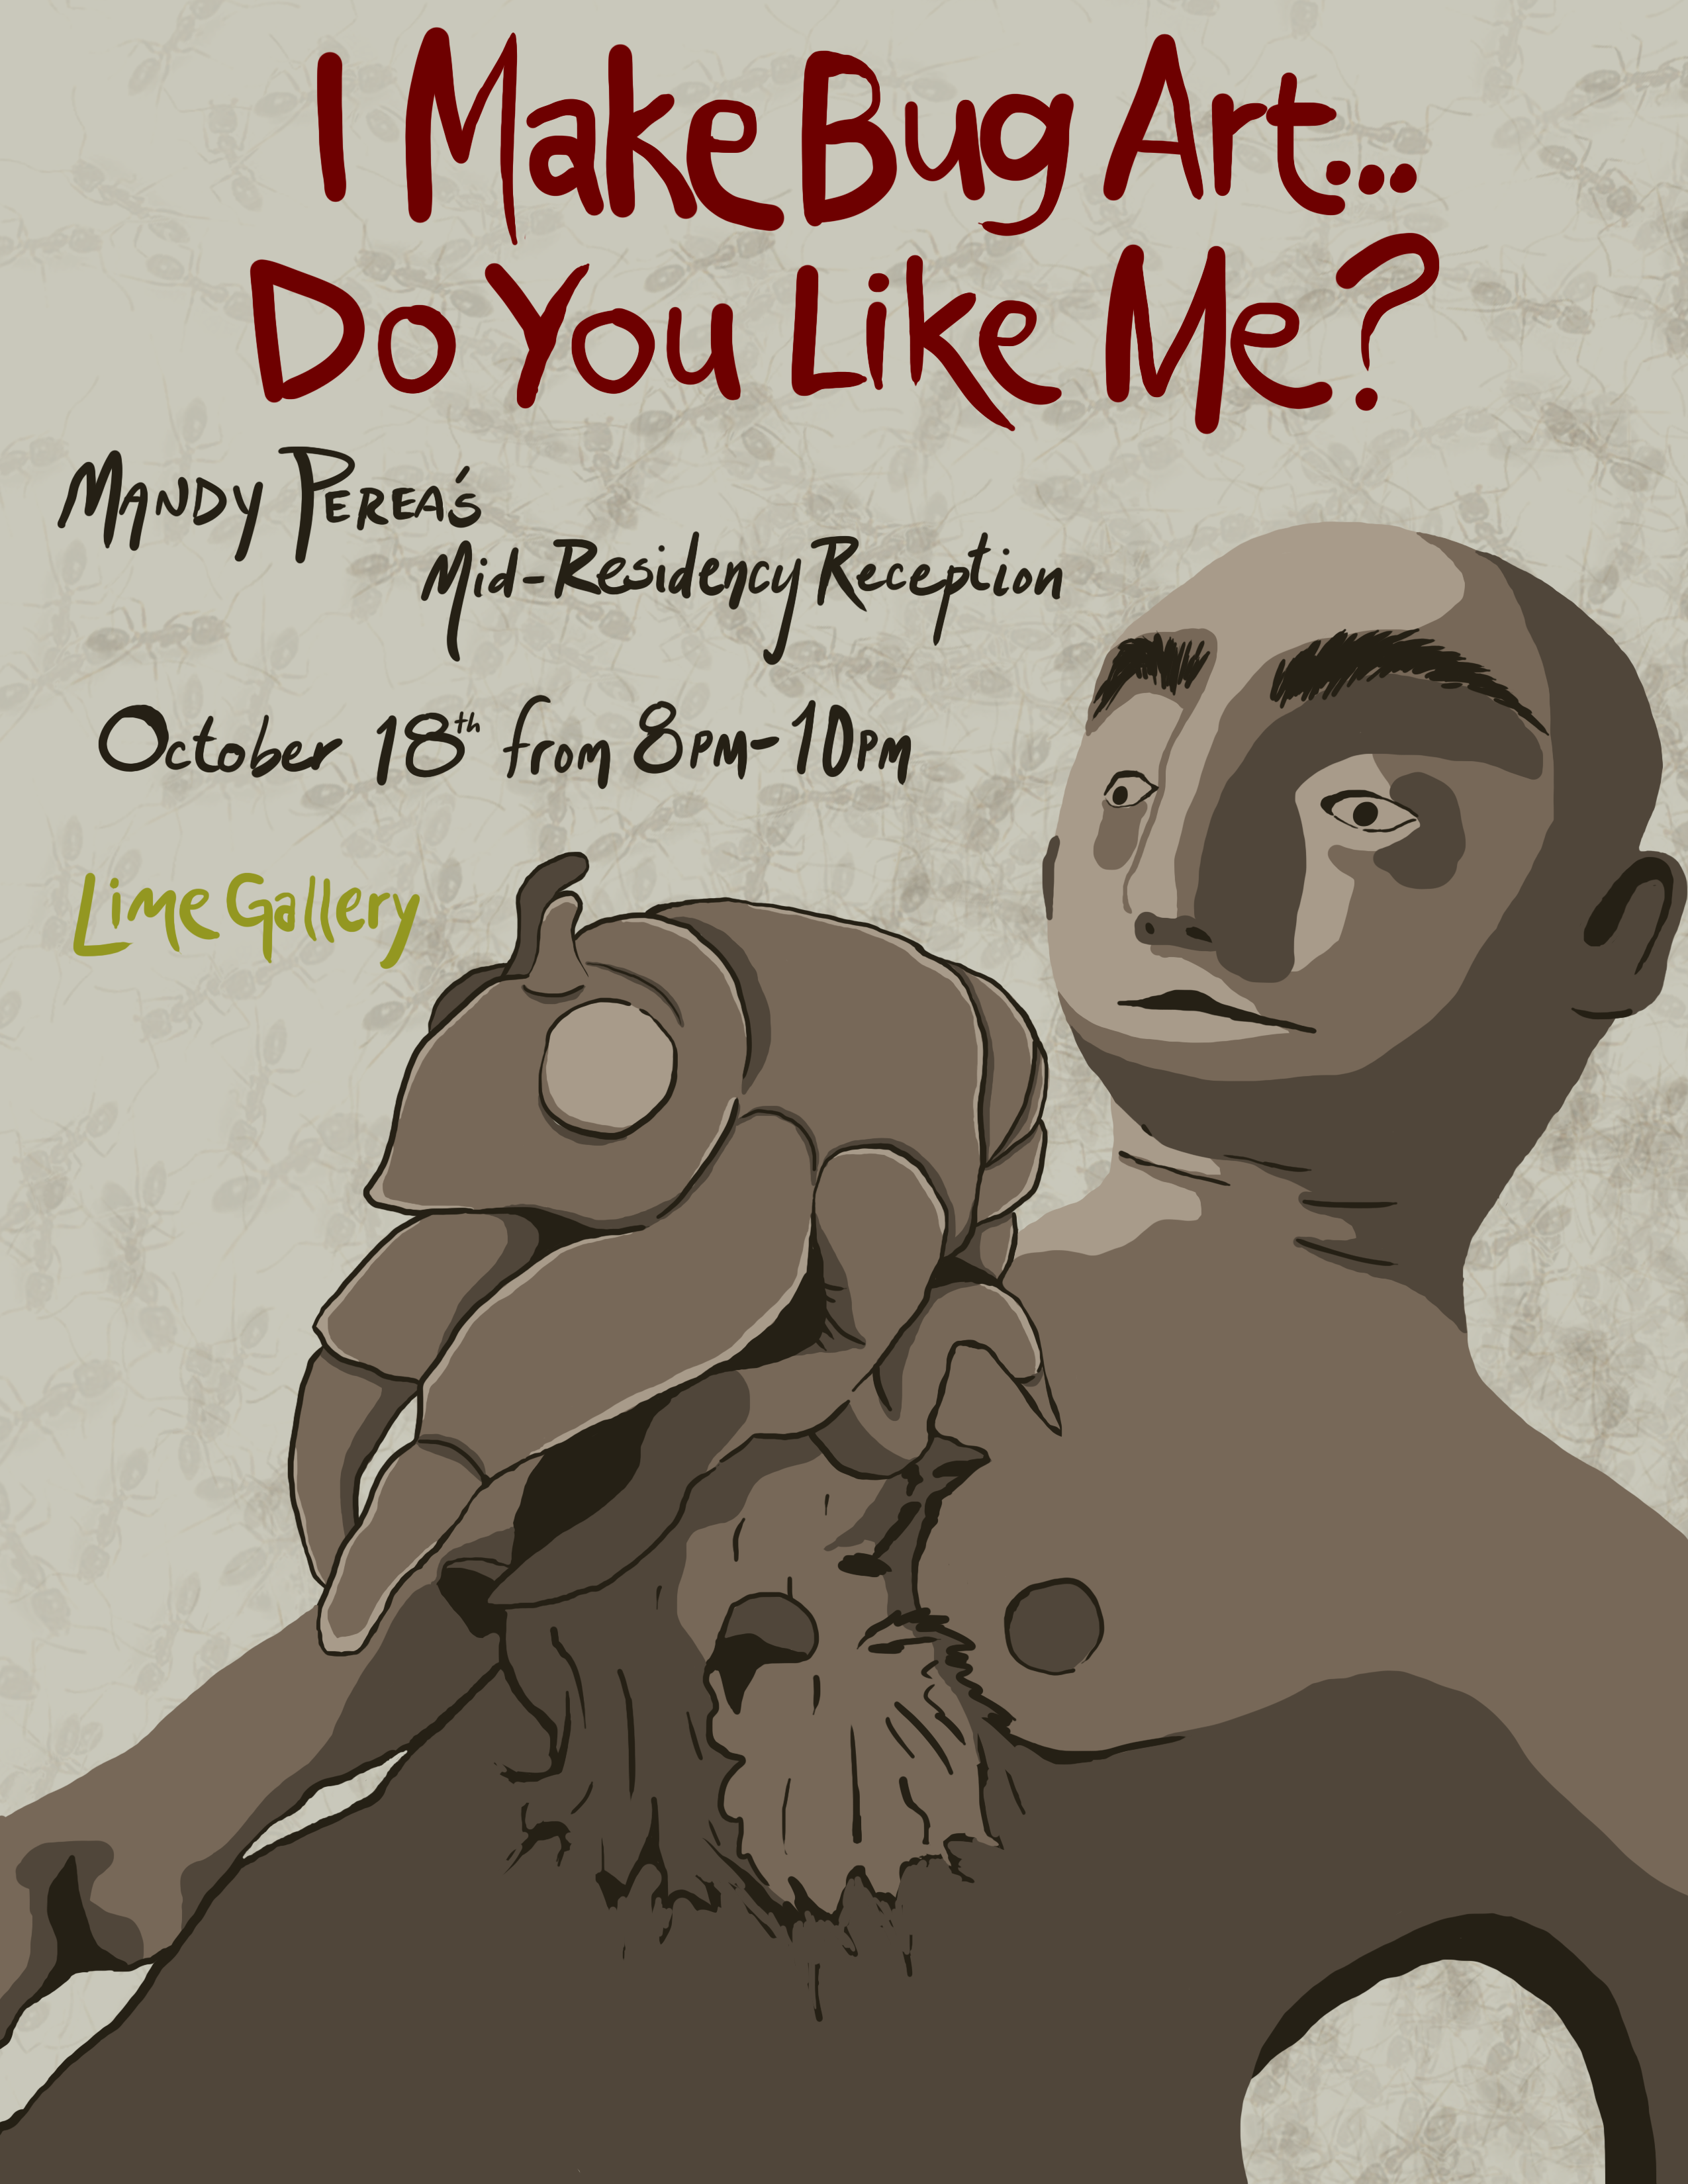 I Make Bug Art...
Do You Like Me?
Mandy Perea's
Mid-Residency Reception
October 18th from 8PM-10PM
Lime Gallery